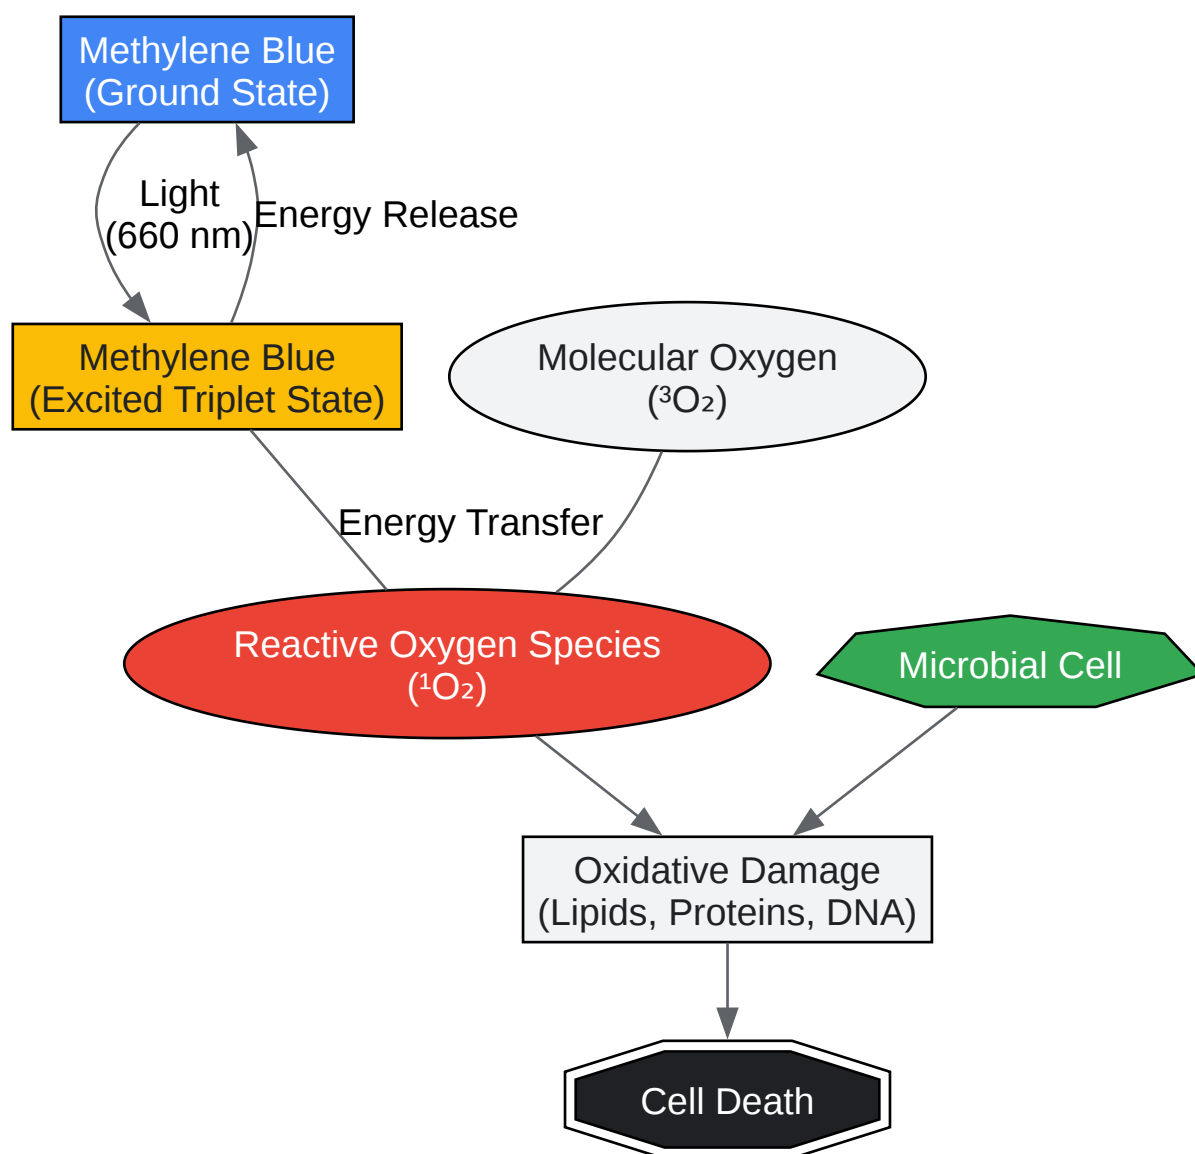 Methylene Blue
(Ground State)
Light
(660 nm)
Energy Release
Methylene Blue
(Excited Triplet State)
Molecular Oxygen
(³O₂)
Energy Transfer
Reactive Oxygen Species
(¹O₂)
Microbial Cell
Oxidative Damage
(Lipids, Proteins, DNA)
Cell Death